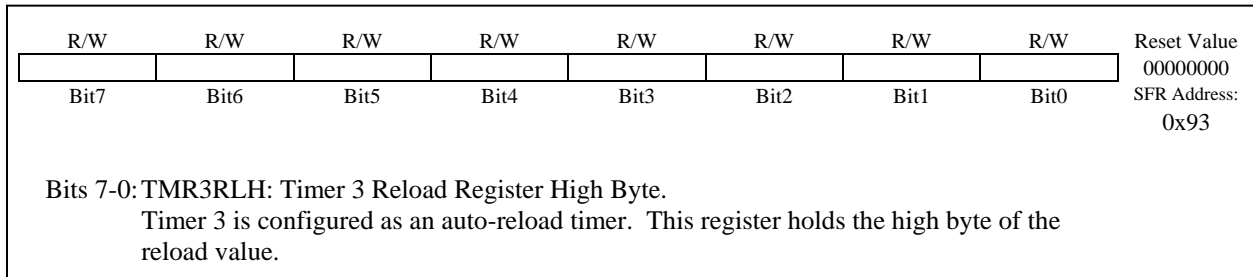 R/W R/W R/W R/W R/W R/W R/W R/W Reset Value
00000000
Bit7 Bit6 Bit5 Bit4 Bit3 Bit2 Bit1 Bit0 SFR Address:
0x93
Bits 7-0: TMR3RLH: Timer 3 Reload Register High Byte.
Timer 3 is configured as an auto-reload timer. This register holds the high byte of the
reload value.